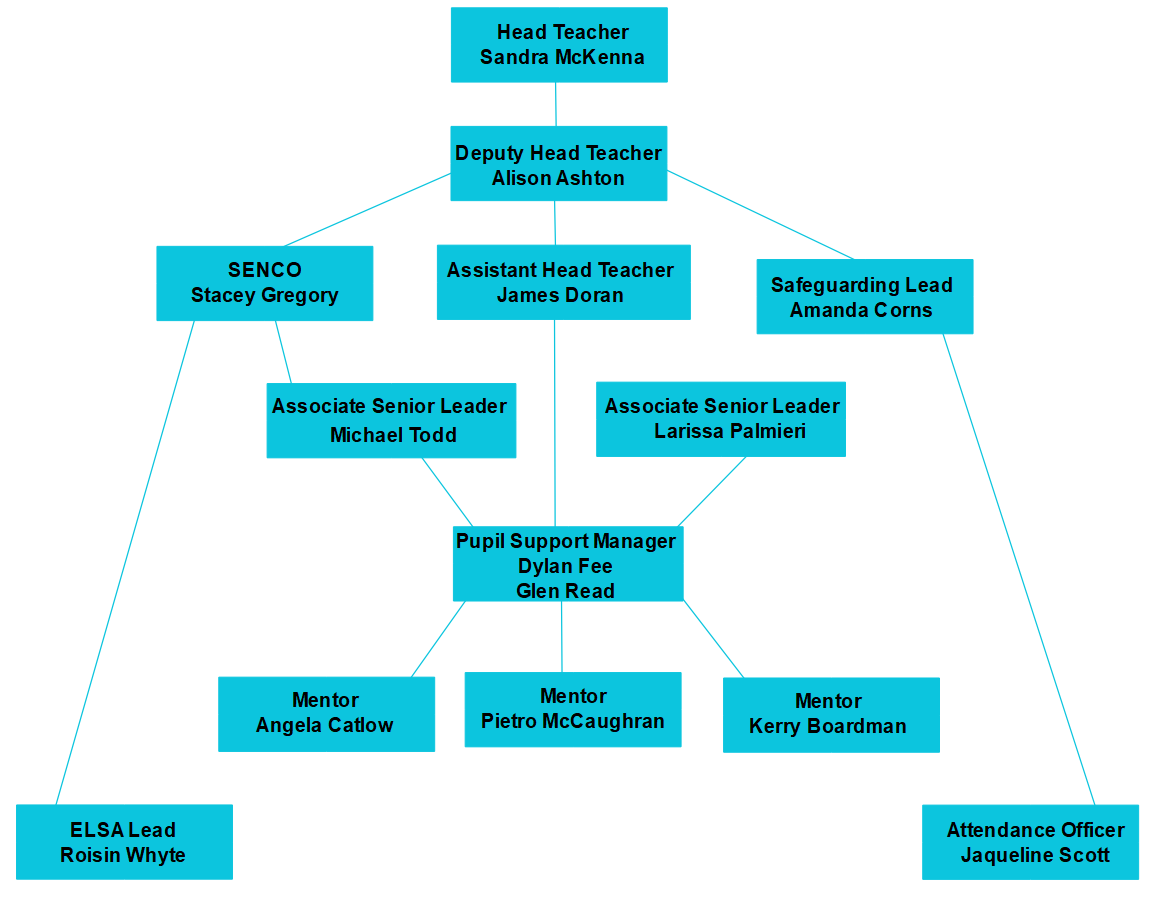 Head Teacher
Sandra McKenna
Deputy Head Teacher
Alison Ashton
SENCO
Stacey Gregory
Assistant Head Teacher
James Doran
Safeguarding Lead
Amanda Corns
Associate Senior Leader
Michael Todd
Associate Senior Leader
Larissa Palmieri
Pupil Support Manager
Dylan Fee
Glen Read
Mentor
Angela Catlow
Mentor
Pietro McCaughran
Mentor
Kerry Boardman
ELSA Lead
Roisin Whyte
Attendance Officer
Jaqueline Scott